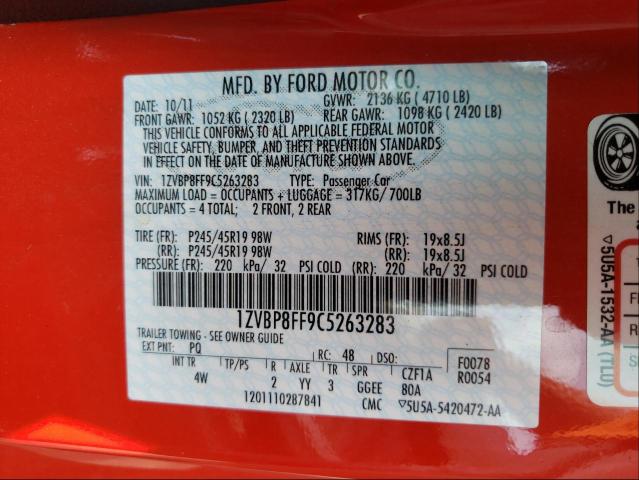 MFD. BY FORD MOTOR CO.
DATE: 10/11 GVWR: 2136 KG ( 4710 LB)
FRONT GAWR: 1052 KG ( 2320 LB) REAR GAWR: 1098 KG ( 2420 LB)
THIS VEHICLE CONFORMS TO ALL APPLICABLE FEDERAL MOTOR
VEHICLE SAFETY, BUMPER, AND THEFT PREVENTION STANDARDS
IN EFFECT ON THE DATE OF MANUFACTURE SHOWN ABOVE.
VIN: 1ZVBP8FF9C5263283 TYPE: Passenger Car
MAXIMUM LOAD = OCCUPANTS + LUGGAGE = 317KG/ 700LB
OCCUPANTS = 4 TOTAL; 2 FRONT, 2 REAR
TIRE (FR): P245/45R19 98W RIMS (FR): 19x8.5J
(RR): P245/45R19 98W (RR): 19x8.5J
PRESSURE (FR): 220 kPa/ 32 PSI COLD (RR): 220 kPa/ 32 PSI COLD
1ZVBP8FF9C5263283
TRAILER TOWING - SEE OWNER GUIDE
EXT PNT: PQ RC: 48 DSO: F0078
INT TR TP/PS R AXLE TR SPR CZF1A R0054
4W 2 YY 3 GGEE 80A
1201110287841 CMC ▽5U5A-5420472-AA
The
▽5U5A-1532-AA (TLU)